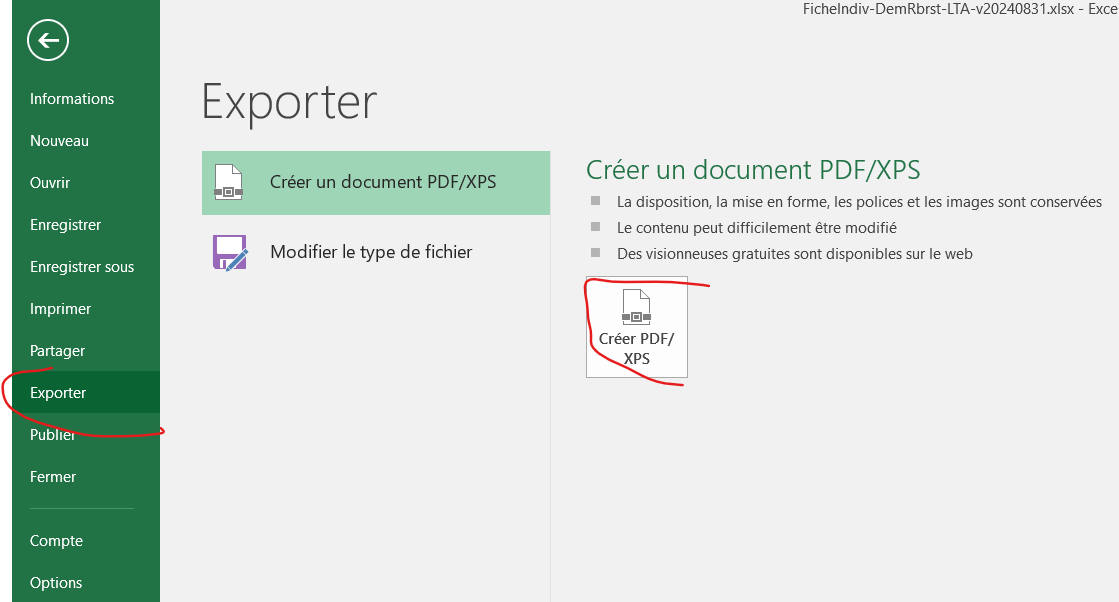 FicheIndiv-DemRbrst-LTA-v20240831.xlsx - Exce
Informations
Nouveau
Ouvrir
Enregistrer
Enregistrer sous
Imprimer
Partager
Exporter
Publier
Fermer
Compte
Options
Exporter
Créer un document PDF/XPS
Modifier le type de fichier
Créer un document PDF/XPS
La disposition, la mise en forme, les polices et les images sont conservées
Le contenu peut difficilement être modifié
Des visionneuses gratuites sont disponibles sur le web
Créer PDF/
XPS